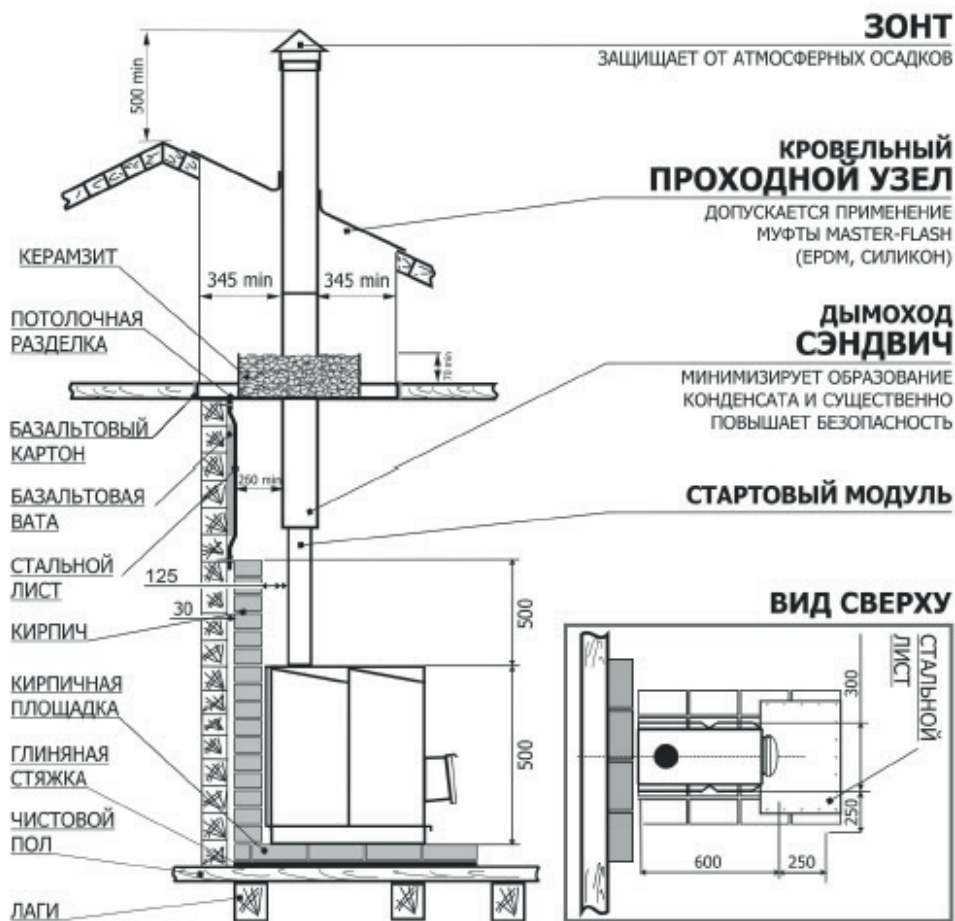 ЗОНТ
ЗАЩИЩАЕТ ОТ АТМОСФЕРНЫХ ОСАДКОВ
500 min
КРОВЕЛЬНЫЙ
ПРОХОДНОЙ УЗЕЛ
ДОПУСКАЕТСЯ ПРИМЕНЕНИЕ
МУФТЫ MASTER-FLASH
(EPDM, СИЛИКОН)
КЕРАМЗИТ
345 min
345 min
ПОТОЛОЧНАЯ
РАЗДЕЛКА
70 min
ДЫМОХОД
СЭНДВИЧ
МИНИМИЗИРУЕТ ОБРАЗОВАНИЕ
КОНДЕНСАТА И СУЩЕСТВЕННО
ПОВЫШАЕТ БЕЗОПАСНОСТЬ
БАЗАЛЬТОВЫЙ
КАРТОН
БАЗАЛЬТОВАЯ
ВАТА
260 min
СТАРТОВЫЙ МОДУЛЬ
СТАЛЬНОЙ
ЛИСТ
125
30
500
КИРПИЧ
КИРПИЧНАЯ
ПЛОЩАДКА
500
ГЛИНЯНАЯ
СТЯЖКА
ЧИСТОВОЙ
ПОЛ
ЛАГИ
ВИД СВЕРХУ
СТАЛЬНОЙ
ЛИСТ
300
250
600
250